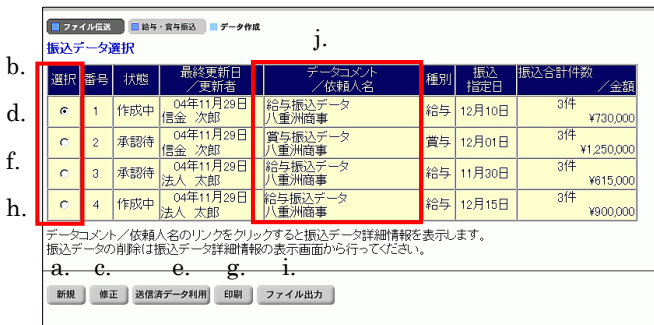 ファイル伝送 給与・賞与振込 データ作成
j.
振込データ選択
b.
選択 番号 状態 最終更新日／更新者 データコメント／依頼人名 種別 振込指定日 振込合計件数／金額
d.
1 作成中 04年11月29日 信金 次郎 給与振込データ 八重洲商事 給与 12月10日 3件 ¥730,000
2 承認待 04年11月29日 信金 次郎 賞与振込データ 八重洲商事 賞与 12月01日 3件 ¥1,250,000
f.
3 承認待 04年11月29日 法人 太郎 給与振込データ 八重洲商事 給与 11月30日 3件 ¥615,000
h.
4 作成中 04年11月29日 法人 太郎 給与振込データ 八重洲商事 給与 12月15日 3件 ¥900,000
データコメント／依頼人名のリンクをクリックすると振込データ詳細情報を表示します。
振込データの削除は振込データ詳細情報の表示画面から行ってください。
a. c. e. g. i.
新規 修正 送信済データ利用 印刷 ファイル出力